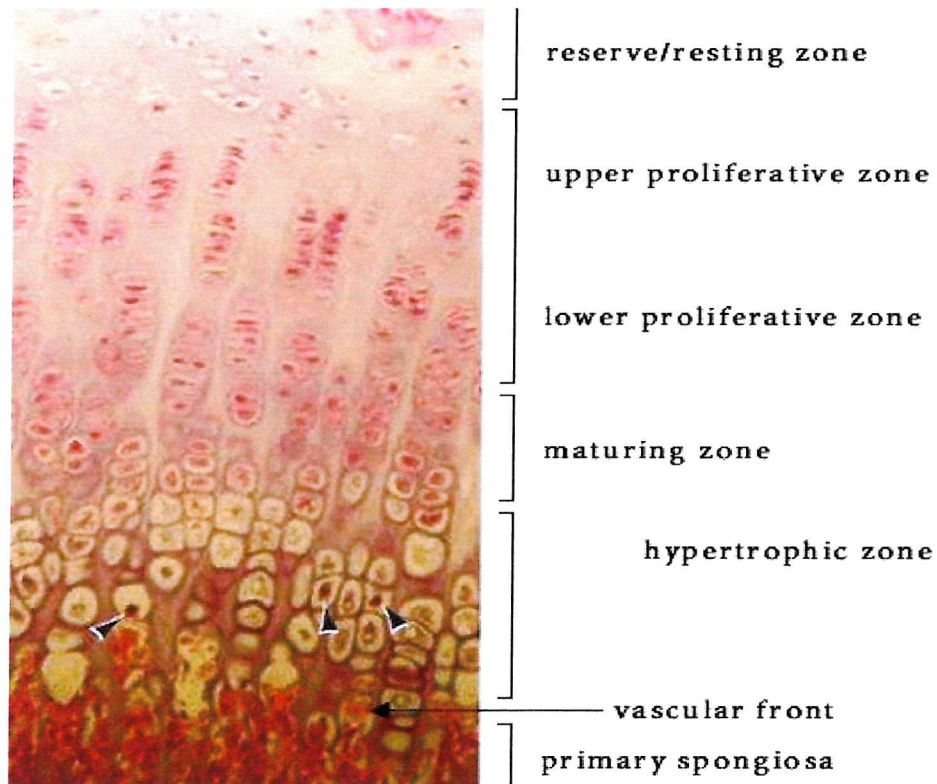 reserve/resting zone
upper proliferative zone
lower proliferative zone
maturing zone
hypertrophic zone
vascular front
primary spongiosa